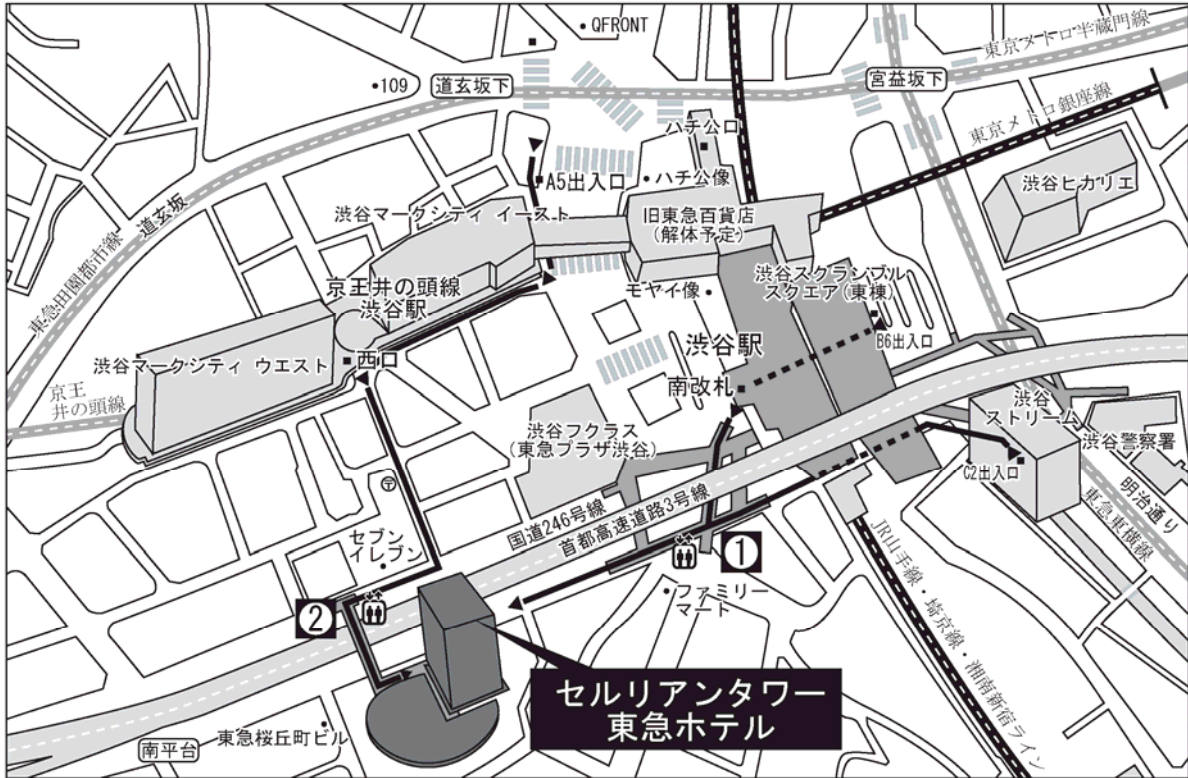 ・QFRONT
東京メトロ半蔵門線
・109
道玄坂下
宮益坂下
東京メトロ銀座線
ハチ公口
A5出入口
・ハチ公像
渋谷ヒカリエ
道玄坂
東急田園都市線
渋谷マークシティ イースト
旧東急百貨店
(解体予定)
京王井の頭線
渋谷駅
モヤイ像・
渋谷スクランブル
スクエア(東棟)
B6出入口
渋谷駅
渋谷マークシティ ウエスト
西口
南改札
京王
井の頭線
渋谷フクラス
(東急プラザ渋谷)
渋谷
ストリーム
渋谷警察署
C2出入口
明治通り
東急東横線
〒
国道246号線
首都高速道路3号線
セブン
イレブン
①
・ファミリー
マート
②
JR山手線・埼京線・湘南新宿ライン
セルリアンタワー
東急ホテル
東急桜丘町ビル
南平台